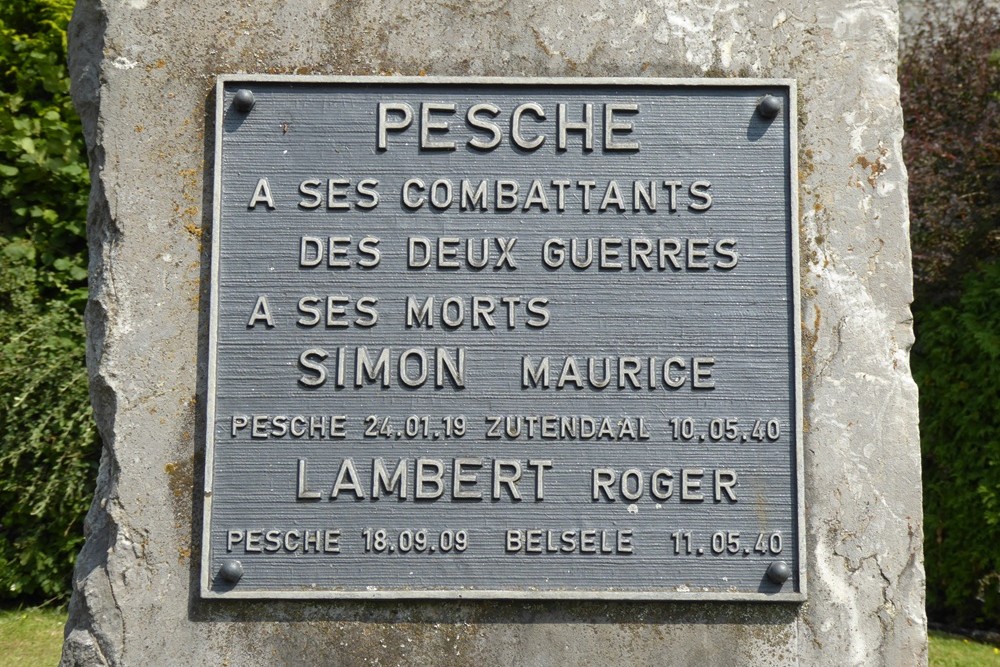 PESCHE
A SES COMBATTANTS
DES DEUX GUERRES
A SES MORTS
SIMON MAURICE
PESCHE 24.01.19 ZUTENDAAL 10.05.40
LAMBERT ROGER
PESCHE 18.09.09 BELSELE 11.05.40